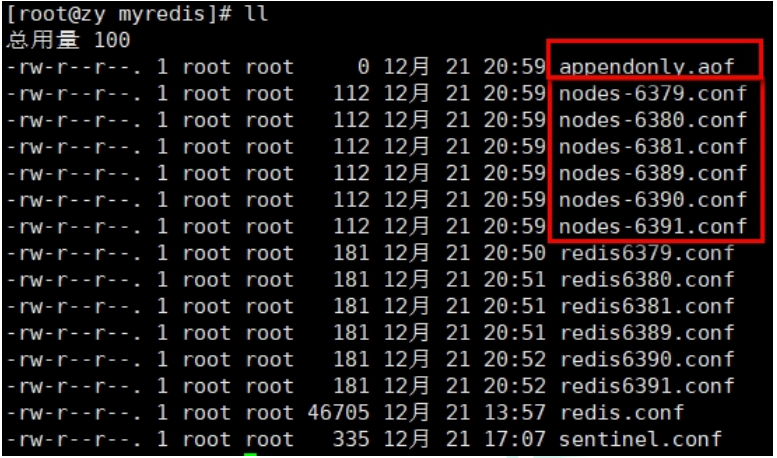 [root@zy myredis]# ll
总用量 100
-rw-r--r--. 1 root root     0 12月 21 20:59 appendonly.aof
-rw-r--r--. 1 root root   112 12月 21 20:59 nodes-6379.conf
-rw-r--r--. 1 root root   112 12月 21 20:59 nodes-6380.conf
-rw-r--r--. 1 root root   112 12月 21 20:59 nodes-6381.conf
-rw-r--r--. 1 root root   112 12月 21 20:59 nodes-6389.conf
-rw-r--r--. 1 root root   112 12月 21 20:59 nodes-6390.conf
-rw-r--r--. 1 root root   112 12月 21 20:59 nodes-6391.conf
-rw-r--r--. 1 root root   181 12月 21 20:50 redis6379.conf
-rw-r--r--. 1 root root   181 12月 21 20:51 redis6380.conf
-rw-r--r--. 1 root root   181 12月 21 20:51 redis6381.conf
-rw-r--r--. 1 root root   181 12月 21 20:51 redis6389.conf
-rw-r--r--. 1 root root   181 12月 21 20:52 redis6390.conf
-rw-r--r--. 1 root root   181 12月 21 20:52 redis6391.conf
-rw-r--r--. 1 root root 46705 12月 21 13:57 redis.conf
-rw-r--r--. 1 root root   335 12月 21 17:07 sentinel.conf